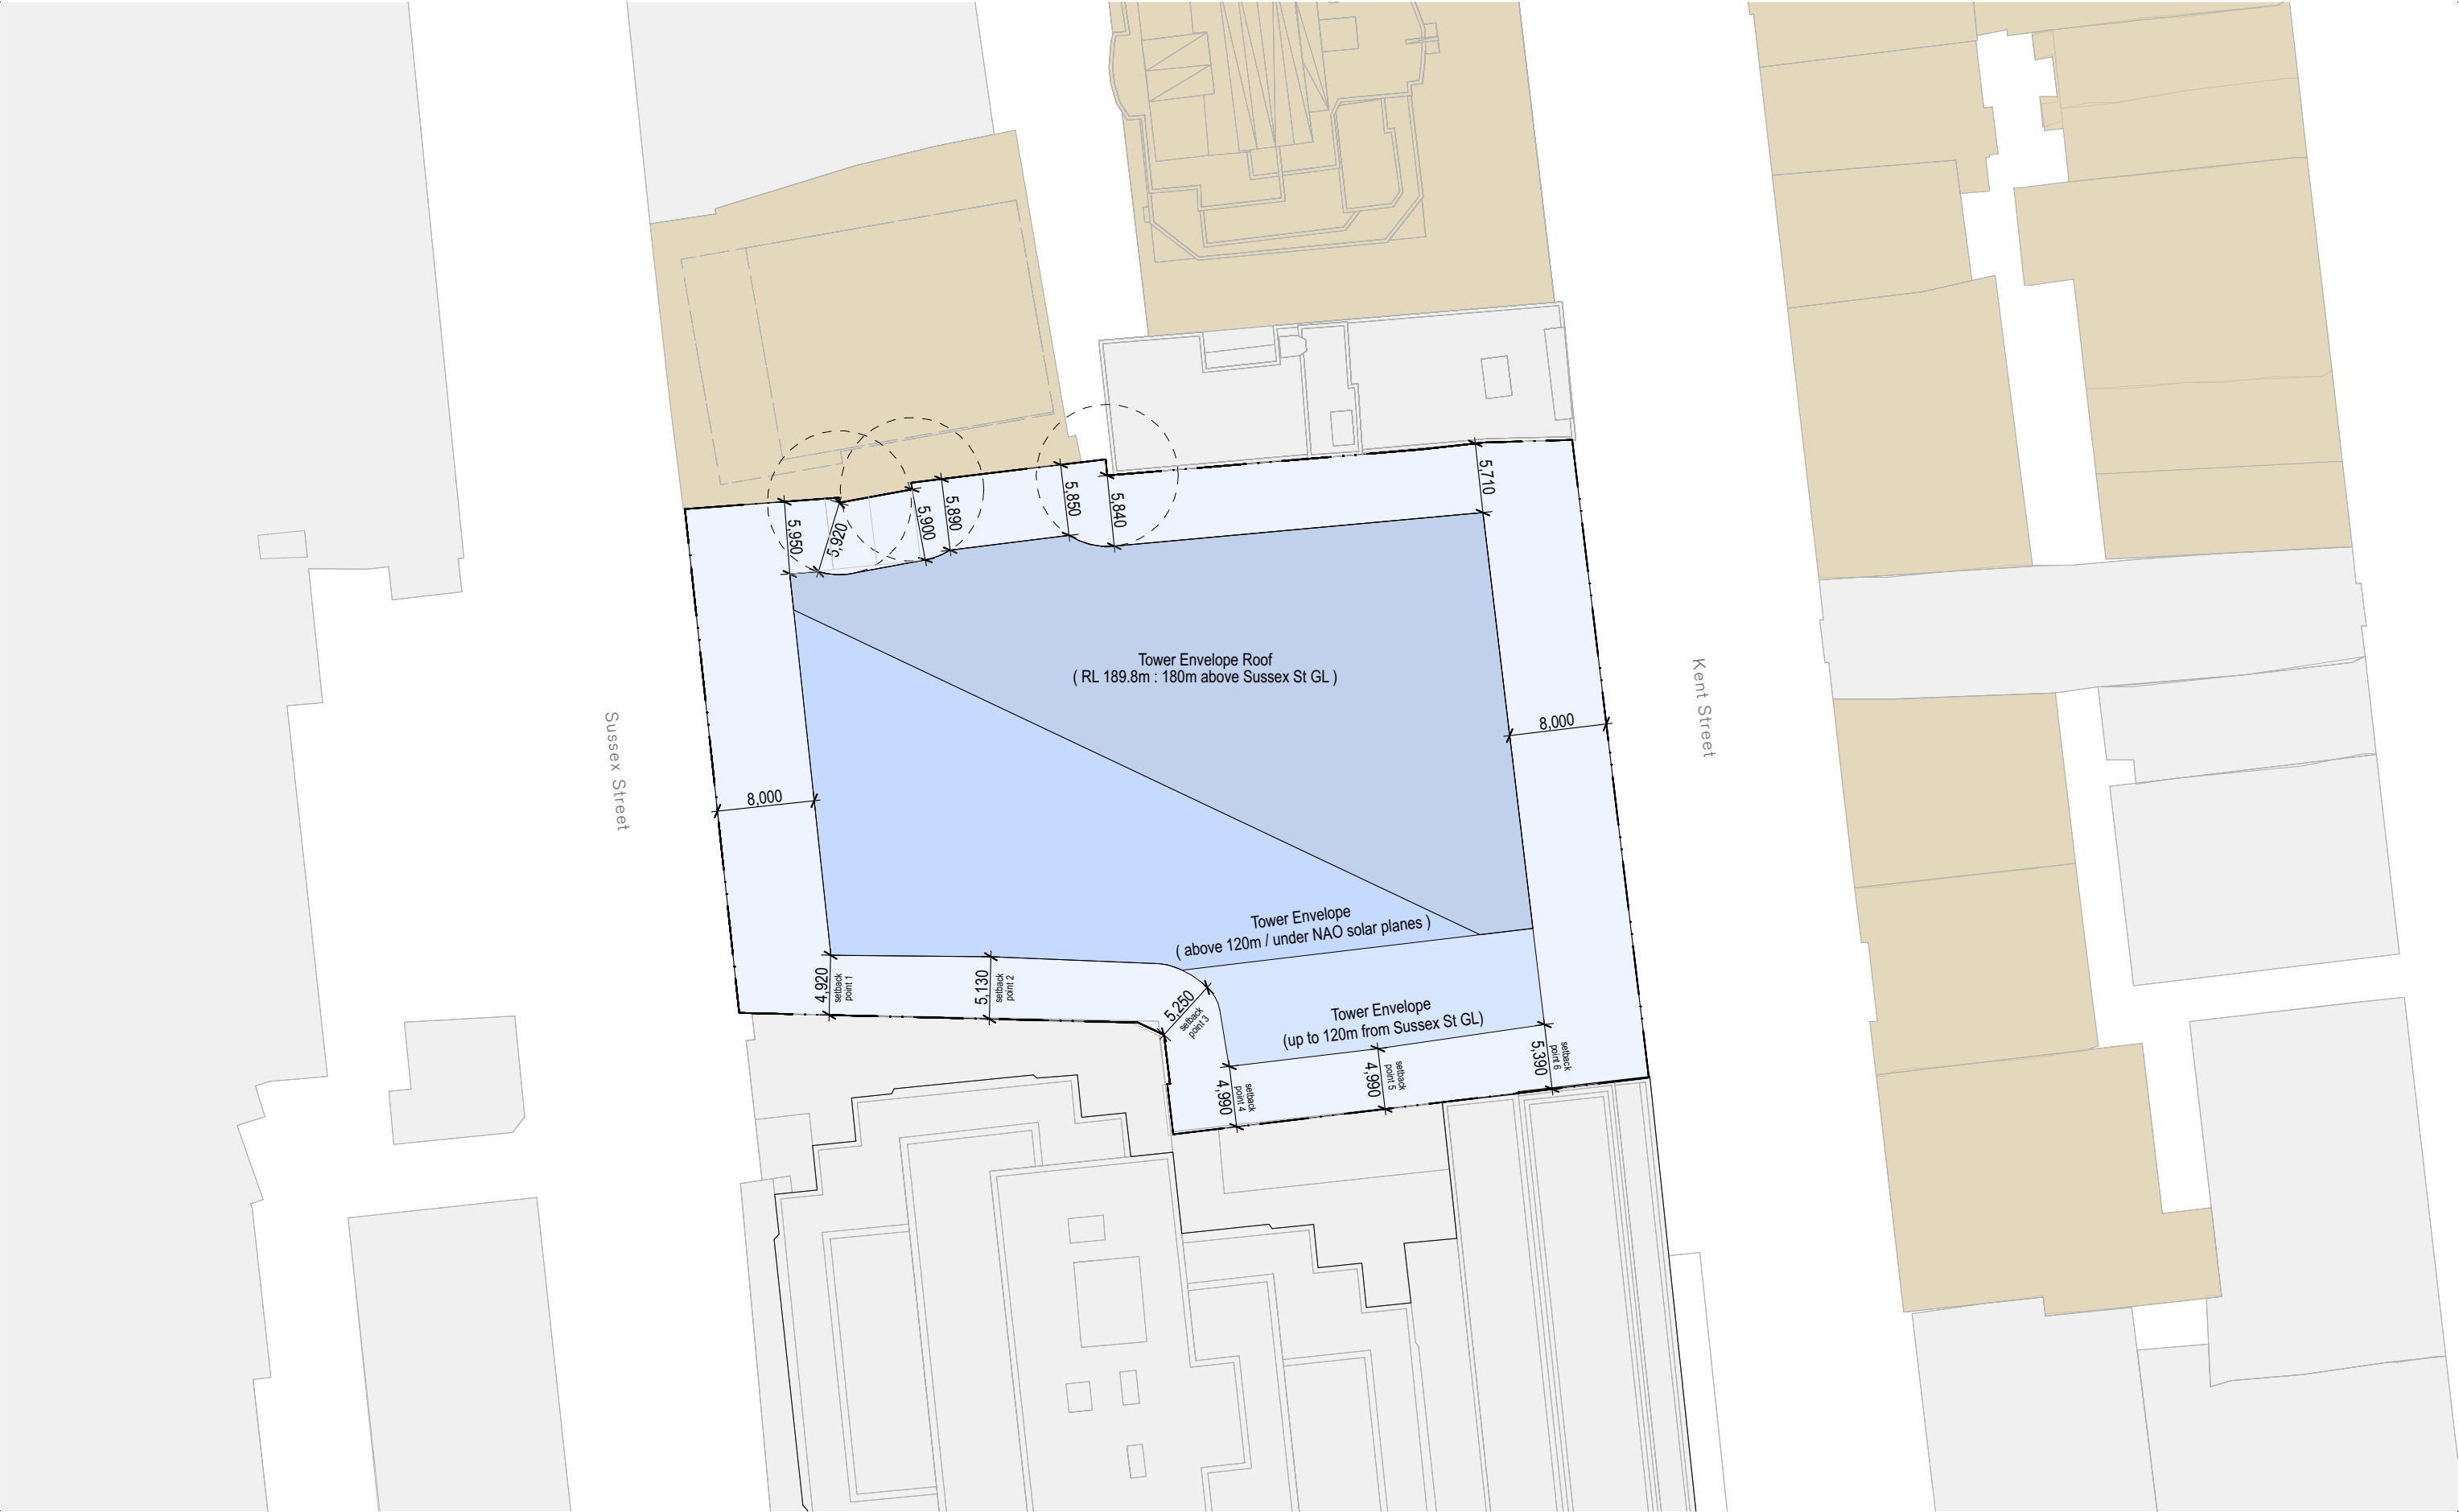 5,710
5,850
5,840
5,890
5,900
5,920
5,950
Tower Envelope Roof
( RL 189.8m : 180m above Sussex St GL )
Kent Street
8,000
Sussex Street
8,000
Tower Envelope
( above 120m / under NAO solar planes )
4,920
setback
point 1
5,130
setback
point 2
5,250
setback
point 3
Tower Envelope
(up to 120m from Sussex St GL)
4,990
setback
point 4
4,990
setback
point 5
5,390
setback
point 6